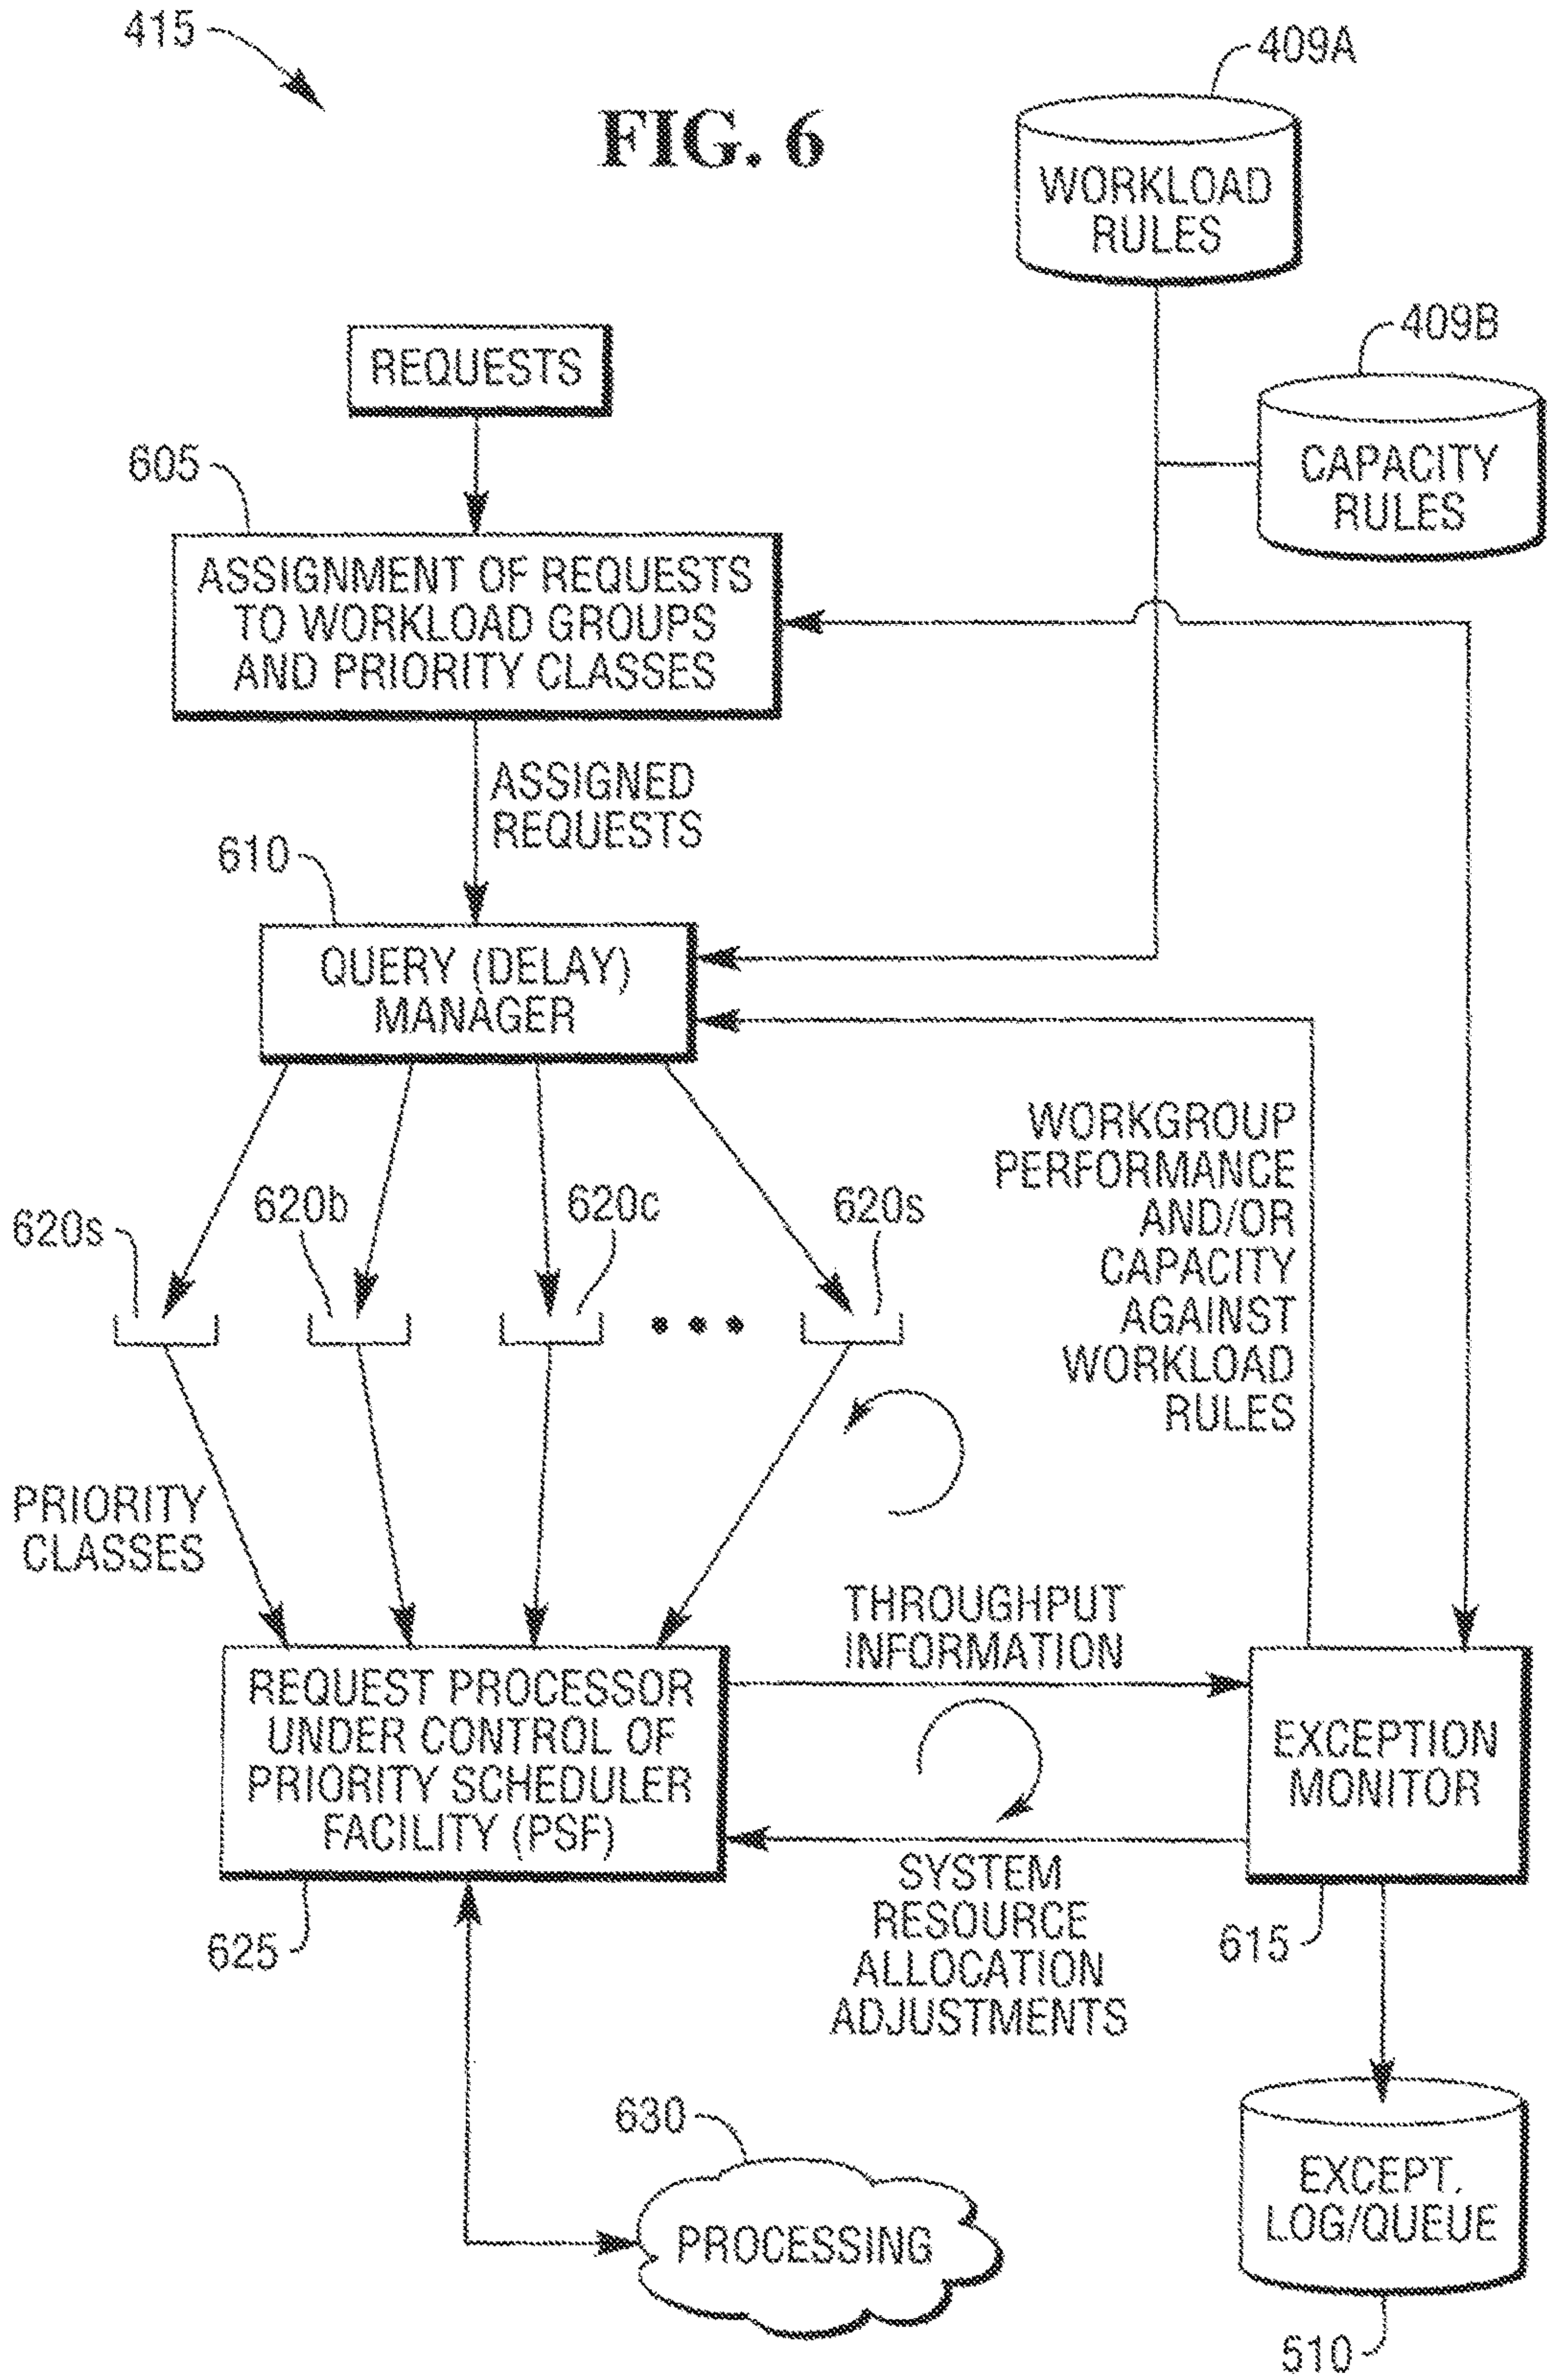 415
FIG. 6
409A
WORKLOAD
RULES
409B
CAPACITY
RULES
REQUESTS
605
ASSIGNMENT OF REQUESTS
TO WORKLOAD GROUPS
AND PRIORITY CLASSES
ASSIGNED
REQUESTS
610
QUERY (DELAY)
MANAGER
WORKGROUP
PERFORMANCE
AND/OR
CAPACITY
AGAINST
WORKLOAD
RULES
620s
620b
620c
620s
PRIORITY
CLASSES
THROUGHPUT
INFORMATION
REQUEST PROCESSOR
UNDER CONTROL OF
PRIORITY SCHEDULER
FACILITY (PSF)
EXCEPTION
MONITOR
SYSTEM
RESOURCE
ALLOCATION
ADJUSTMENTS
625
615
630
PROCESSING
EXCEPT.
LOG/QUEUE
510